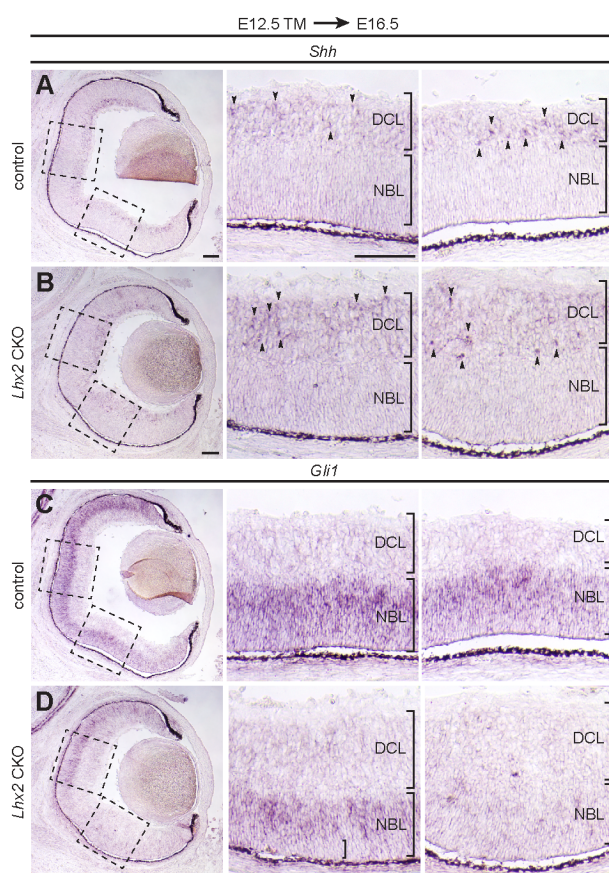 E12.5 TM → E16.5
Shh
A
control
DCL
NBL
DCL
NBL
B
Lhx2 CKO
DCL
NBL
DCL
NBL
Gli1
C
control
DCL
NBL
DCL
NBL
D
Lhx2 CKO
DCL
NBL
DCL
NBL